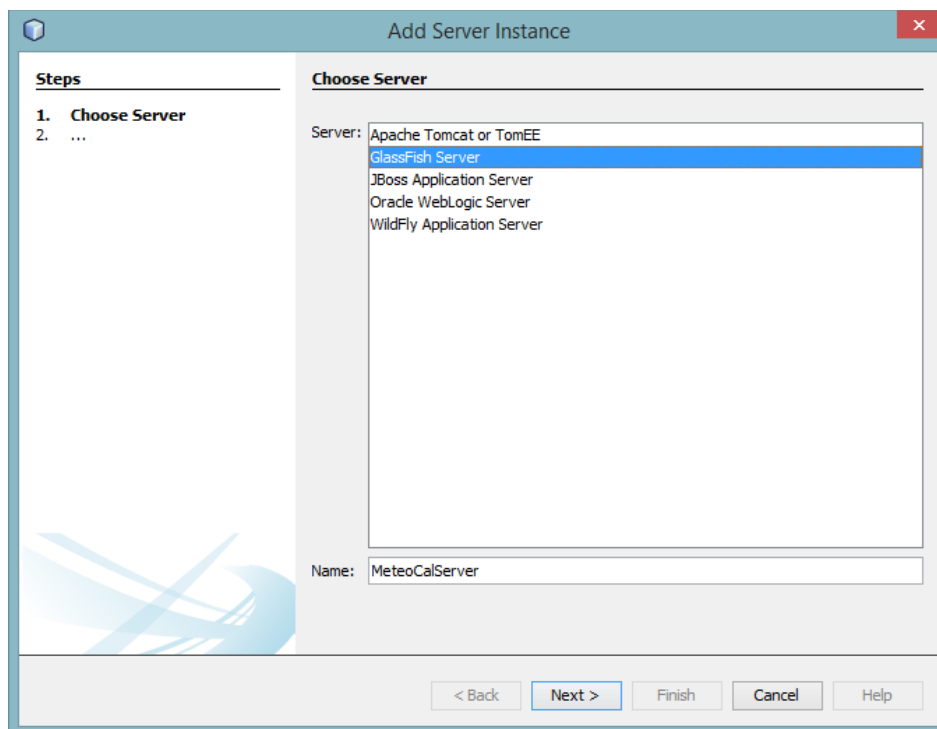 Add Server Instance
Steps
1. Choose Server
2. ...
Choose Server
Server:
Apache Tomcat or TomEE
GlassFish Server
JBoss Application Server
Oracle WebLogic Server
WildFly Application Server
Name: MeteoCalServer
< Back Next > Finish Cancel Help